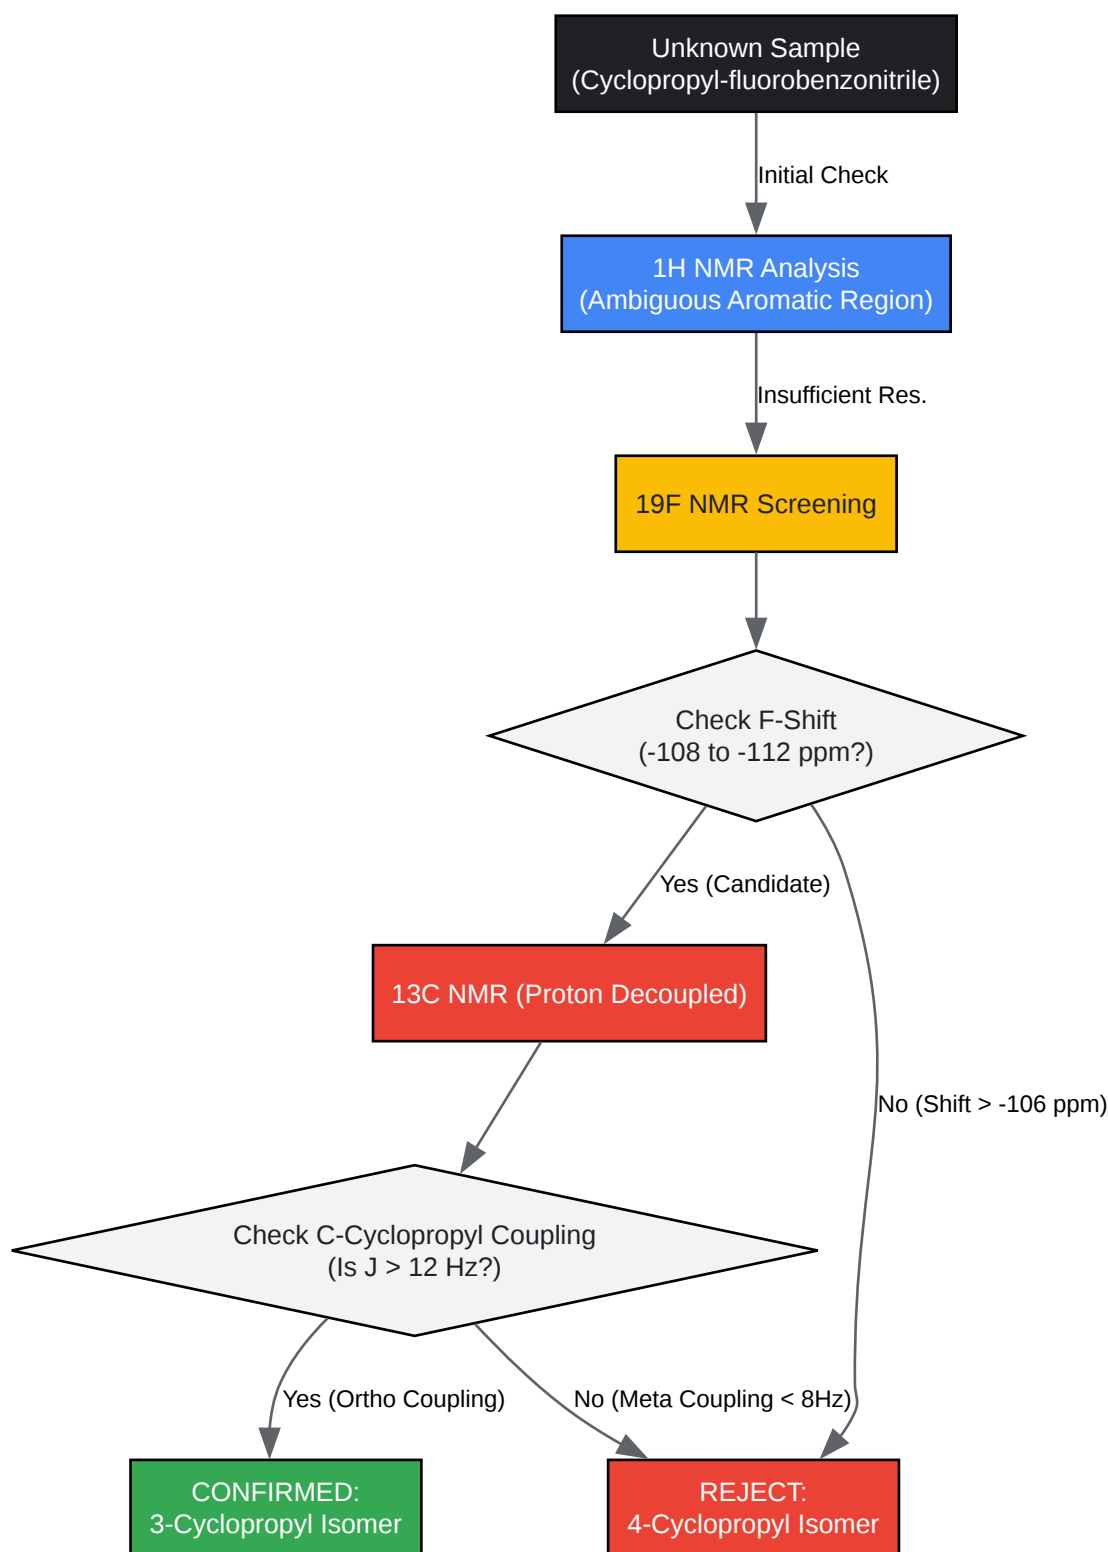 Unknown Sample
(Cyclopropyl-fluorobenzonitrile)
Initial Check
1H NMR Analysis
(Ambiguous Aromatic Region)
Insufficient Res.
19F NMR Screening
Check F-Shift
(-108 to -112 ppm?)
Yes (Candidate)
13C NMR (Proton Decoupled)
No (Shift > -106 ppm)
Check C-Cyclopropyl Coupling
(Is J > 12 Hz?)
Yes (Ortho Coupling)
No (Meta Coupling < 8Hz)
CONFIRMED:
3-Cyclopropyl Isomer
REJECT:
4-Cyclopropyl Isomer